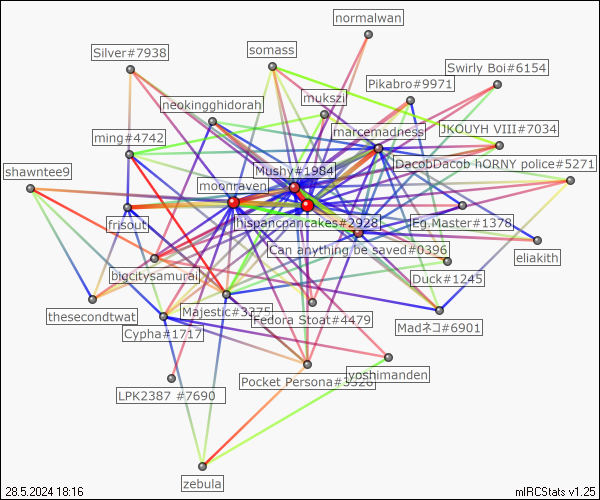 normalwan
Silver#7938
somass
Swirly Boi#6154
Pikabro#9971
mukszi
neokingghidorah
marcemadness
JKOUYH VIII#7034
ming#4742
Mushy#1984
DacobDacob hORNY police#5271
shawntee9
moonraven
frisout
hispancpancakes#2928
Eg.Master#1378
Can anything be saved#0396
eliakith
bigcitysamurai
Duck#1245
thesecondtwat
Majestic#3275
Fedora Stoat#4479
Cypha#1717
Madネコ#6901
Pocket Persona#3328
yoshimanden
LPK2387 #7690
zebula
28.5.2024 18:16
mIRCStats v1.25